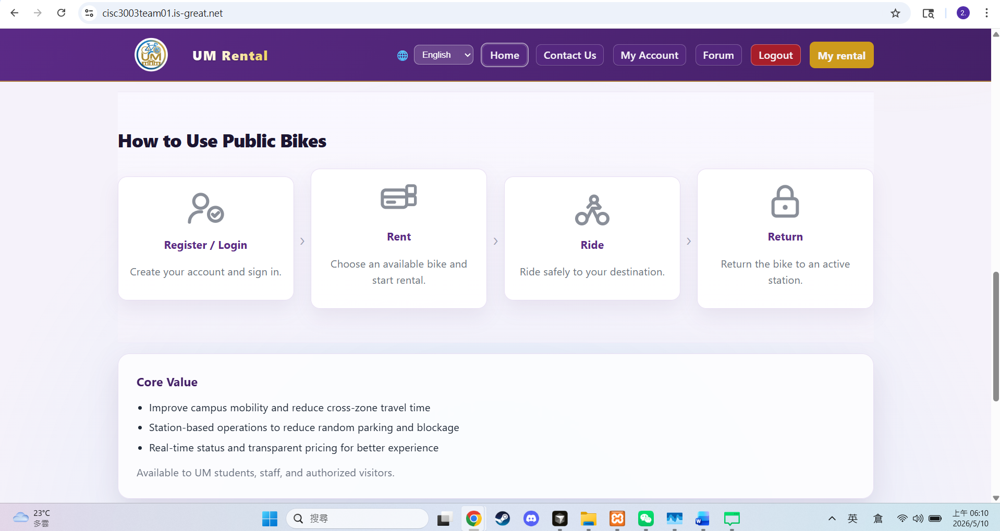 cisc3003team01.is-great.net
2.
UM
UM Rental
English
Home
Contact Us
My Account
Forum
Logout
My rental
How to Use Public Bikes
Register / Login
Create your account and sign in.
Rent
Choose an available bike and
start rental.
Ride
Ride safely to your destination.
Return
Return the bike to an active
station.
Core Value
Improve campus mobility and reduce cross-zone travel time
Station-based operations to reduce random parking and blockage
Real-time status and transparent pricing for better experience
Available to UM students, staff, and authorized visitors.
23°C
多雲
搜尋
W
英
倉
上午 06:10
2026/5/10